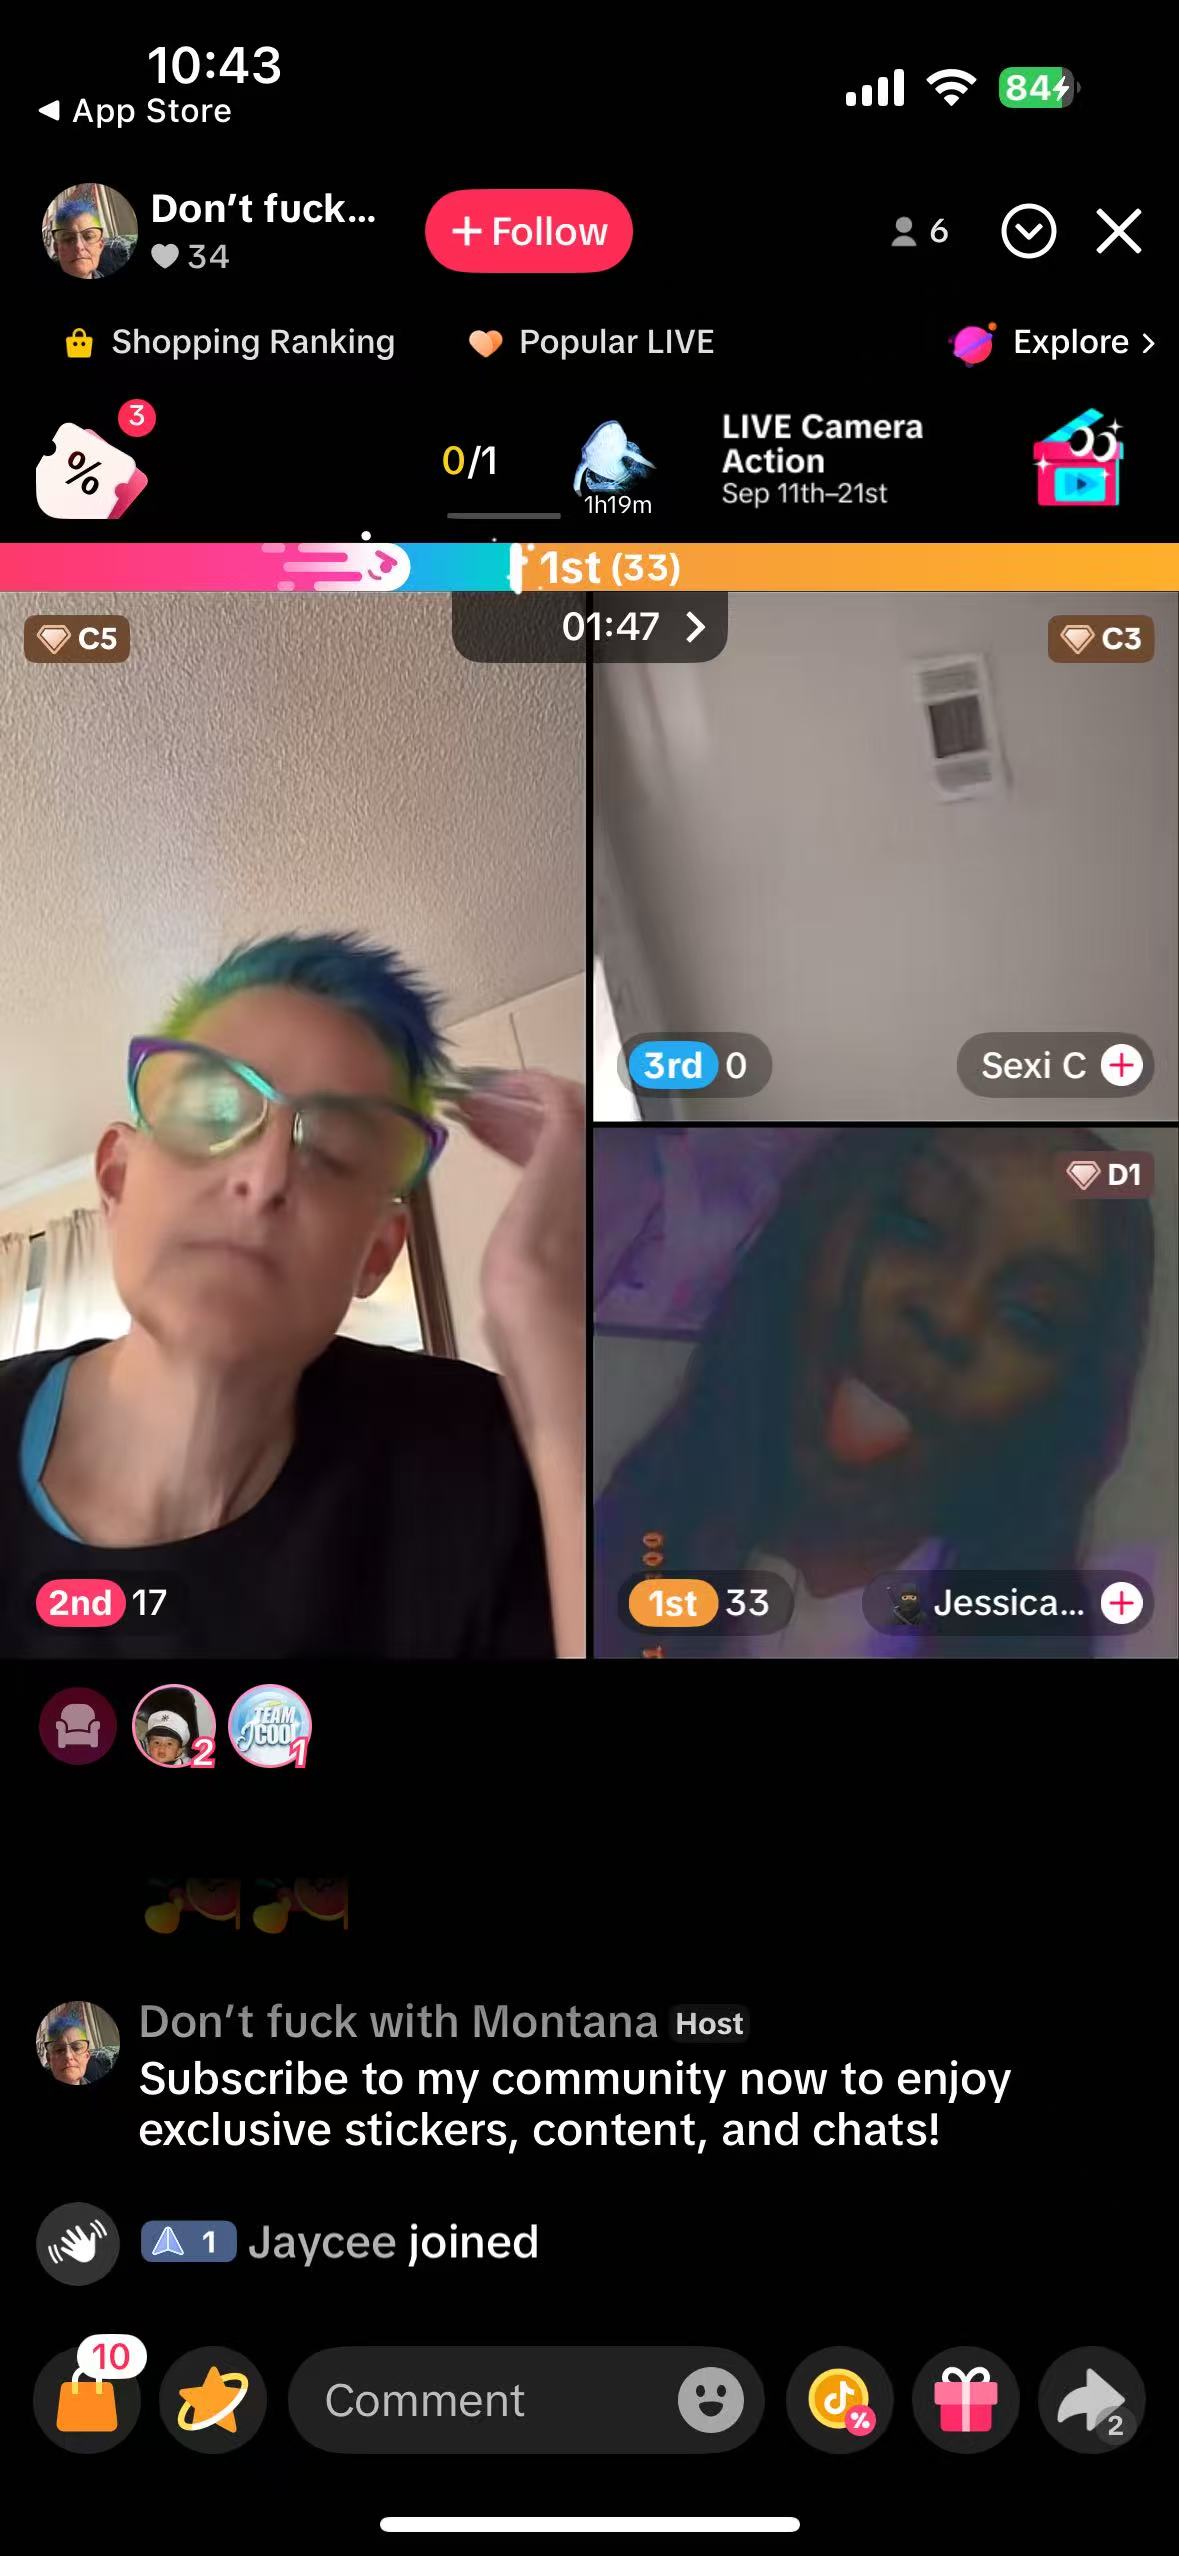 10:43
84
◀ App Store
Don't fuck...
34
+ Follow
6
Shopping Ranking
Popular LIVE
Explore >
3
%
0/1
1h19m
LIVE Camera
Action
Sep 11th–21st
1st (33)
01:47 >
C5
C3
3rd 0
Sexi C
D1
2nd 17
1st 33
Jessica...
2
TEAM
JCOOL
1
Don't fuck with Montana Host
Subscribe to my community now to enjoy
exclusive stickers, content, and chats!
1 Jaycee joined
10
Comment
%
2